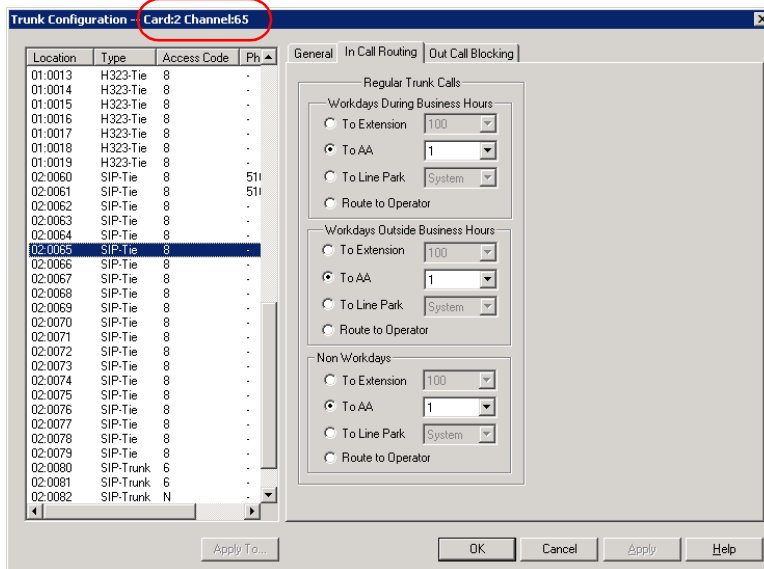 Trunk Configuration -- Card:2 Channel:65
Location Type Access Code Ph
01:0013 H323-Tie 8 -
01:0014 H323-Tie 8 -
01:0015 H323-Tie 8 -
01:0016 H323-Tie 8 -
01:0017 H323-Tie 8 -
01:0018 H323-Tie 8 -
01:0019 H323-Tie 8 -
02:0060 SIP-Tie 8 510
02:0061 SIP-Tie 8 510
02:0062 SIP-Tie 8 -
02:0063 SIP-Tie 8 -
02:0064 SIP-Tie 8 -
02:0065 SIP-Tie 8 -
02:0066 SIP-Tie 8 -
02:0067 SIP-Tie 8 -
02:0068 SIP-Tie 8 -
02:0069 SIP-Tie 8 -
02:0070 SIP-Tie 8 -
02:0071 SIP-Tie 8 -
02:0072 SIP-Tie 8 -
02:0073 SIP-Tie 8 -
02:0074 SIP-Tie 8 -
02:0075 SIP-Tie 8 -
02:0076 SIP-Tie 8 -
02:0077 SIP-Tie 8 -
02:0078 SIP-Tie 8 -
02:0079 SIP-Tie 8 -
02:0080 SIP-Trunk 6 -
02:0081 SIP-Trunk 6 -
02:0082 SIP-Trunk N -
General In Call Routing Out Call Blocking
Regular Trunk Calls
Workdays During Business Hours
To Extension 100
To AA 1
To Line Park System
Route to Operator
Workdays Outside Business Hours
To Extension 100
To AA 1
To Line Park System
Route to Operator
Non Workdays
To Extension 100
To AA 1
To Line Park System
Route to Operator
Apply To... OK Cancel Apply Help